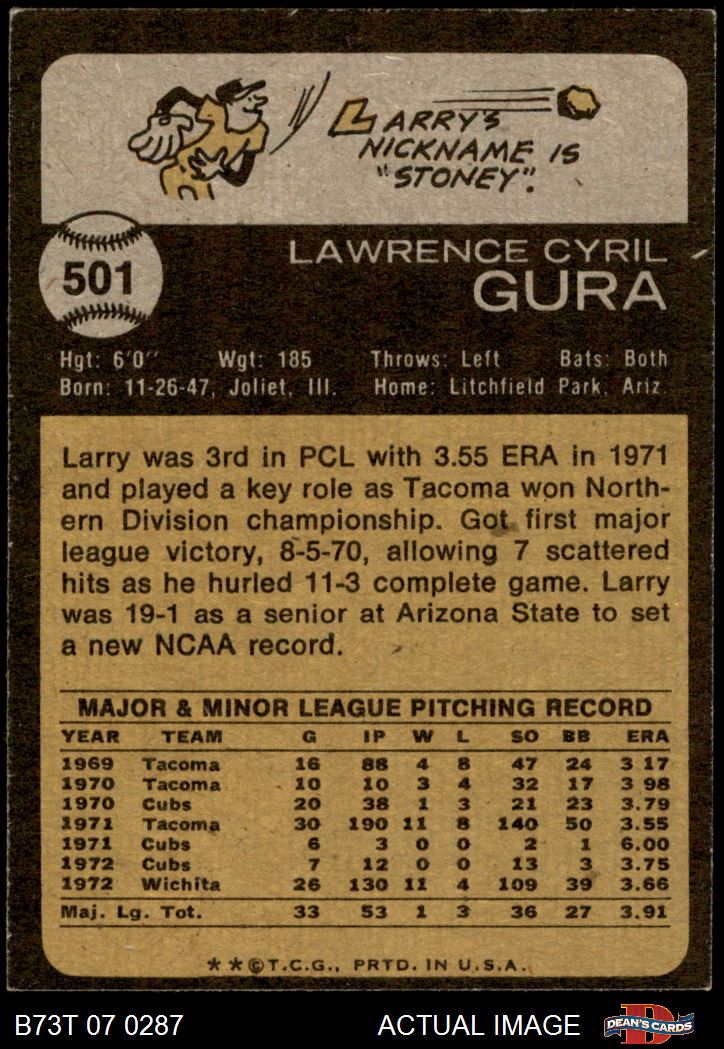 LARRY'S
NICKNAME IS
"STONEY".
501
LAWRENCE CYRIL
GURA
Hgt: 6'0" Wgt: 185 Throws: Left Bats: Both
Born: 11-26-47, Joliet, Ill. Home: Litchfield Park, Ariz
Larry was 3rd in PCL with 3.55 ERA in 1971
and played a key role as Tacoma won North-
ern Division championship. Got first major
league victory, 8-5-70, allowing 7 scattered
hits as he hurled 11-3 complete game. Larry
was 19-1 as a senior at Arizona State to set
a new NCAA record.
MAJOR & MINOR LEAGUE PITCHING RECORD
YEAR TEAM G IP W L SO BB ERA
1969 Tacoma 16 88 4 8 47 24 3 17
1970 Tacoma 10 10 3 4 32 17 3 98
1970 Cubs 20 38 1 3 21 23 3.79
1971 Tacoma 30 190 11 8 140 50 3.55
1971 Cubs 6 3 0 0 2 1 6.00
1972 Cubs 7 12 0 0 13 3 3.75
1972 Wichita 26 130 11 4 109 39 3.66
Maj. Lg. Tot. 33 53 1 3 36 27 3.91
**©T.C.G., PRTD. IN U.S.A.
B73T 07 0287 ACTUAL IMAGE D DEAN'S CARDS